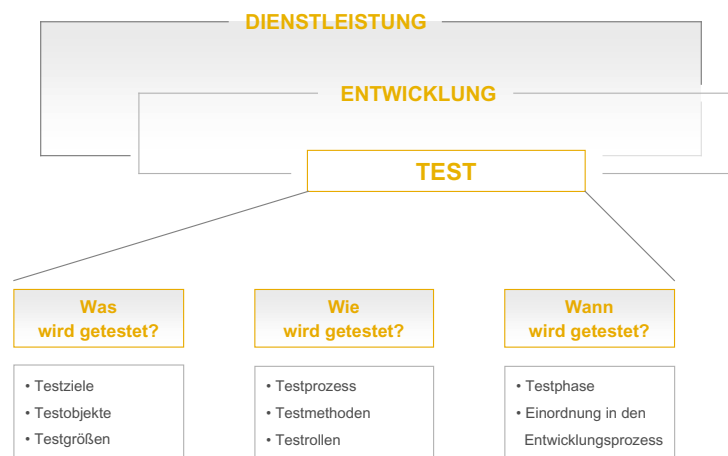 DIENSTLEISTUNG
ENTWICKLUNG
TEST
Was
wird getestet?
Wie
wird getestet?
Wann
wird getestet?
• Testziele
• Testobjekte
• Testgrößen
• Testprozess
• Testmethoden
• Testrollen
• Testphase
• Einordnung in den
Entwicklungsprozess